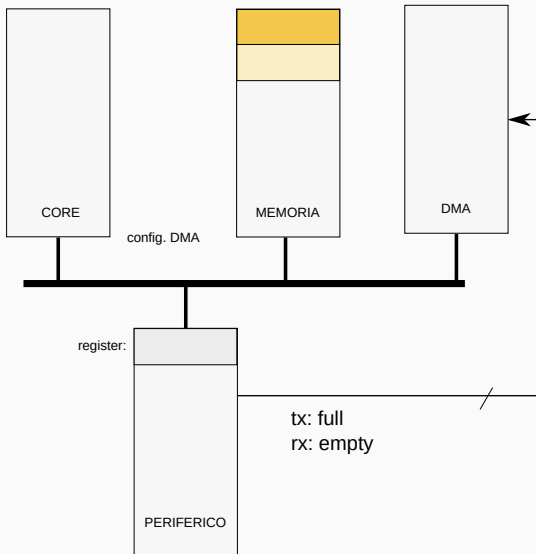 CORE
MEMORIA
DMA
config. DMA
register:
tx: full
rx: empty
PERIFERICO